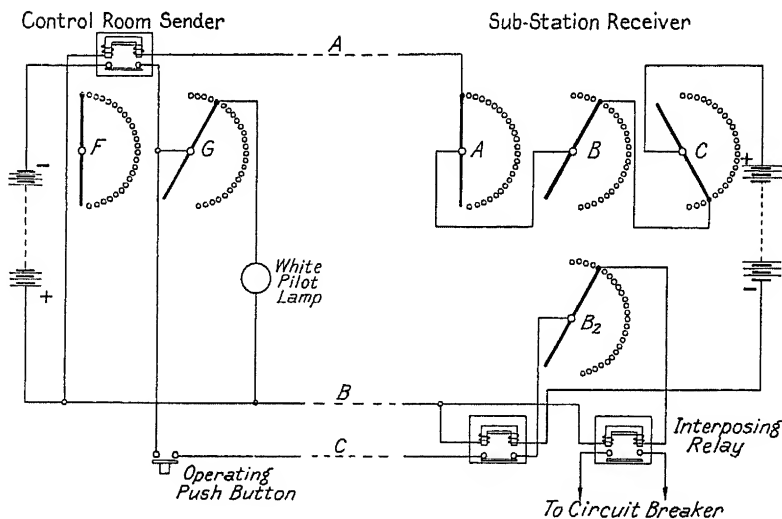 Control Room Sender
Sub-Station Receiver
A
F
G
A
B
C
-
+
+
-
White
Pilot
Lamp
B2
B
C
Operating
Push Button
Interposing
Relay
To Circuit Breaker